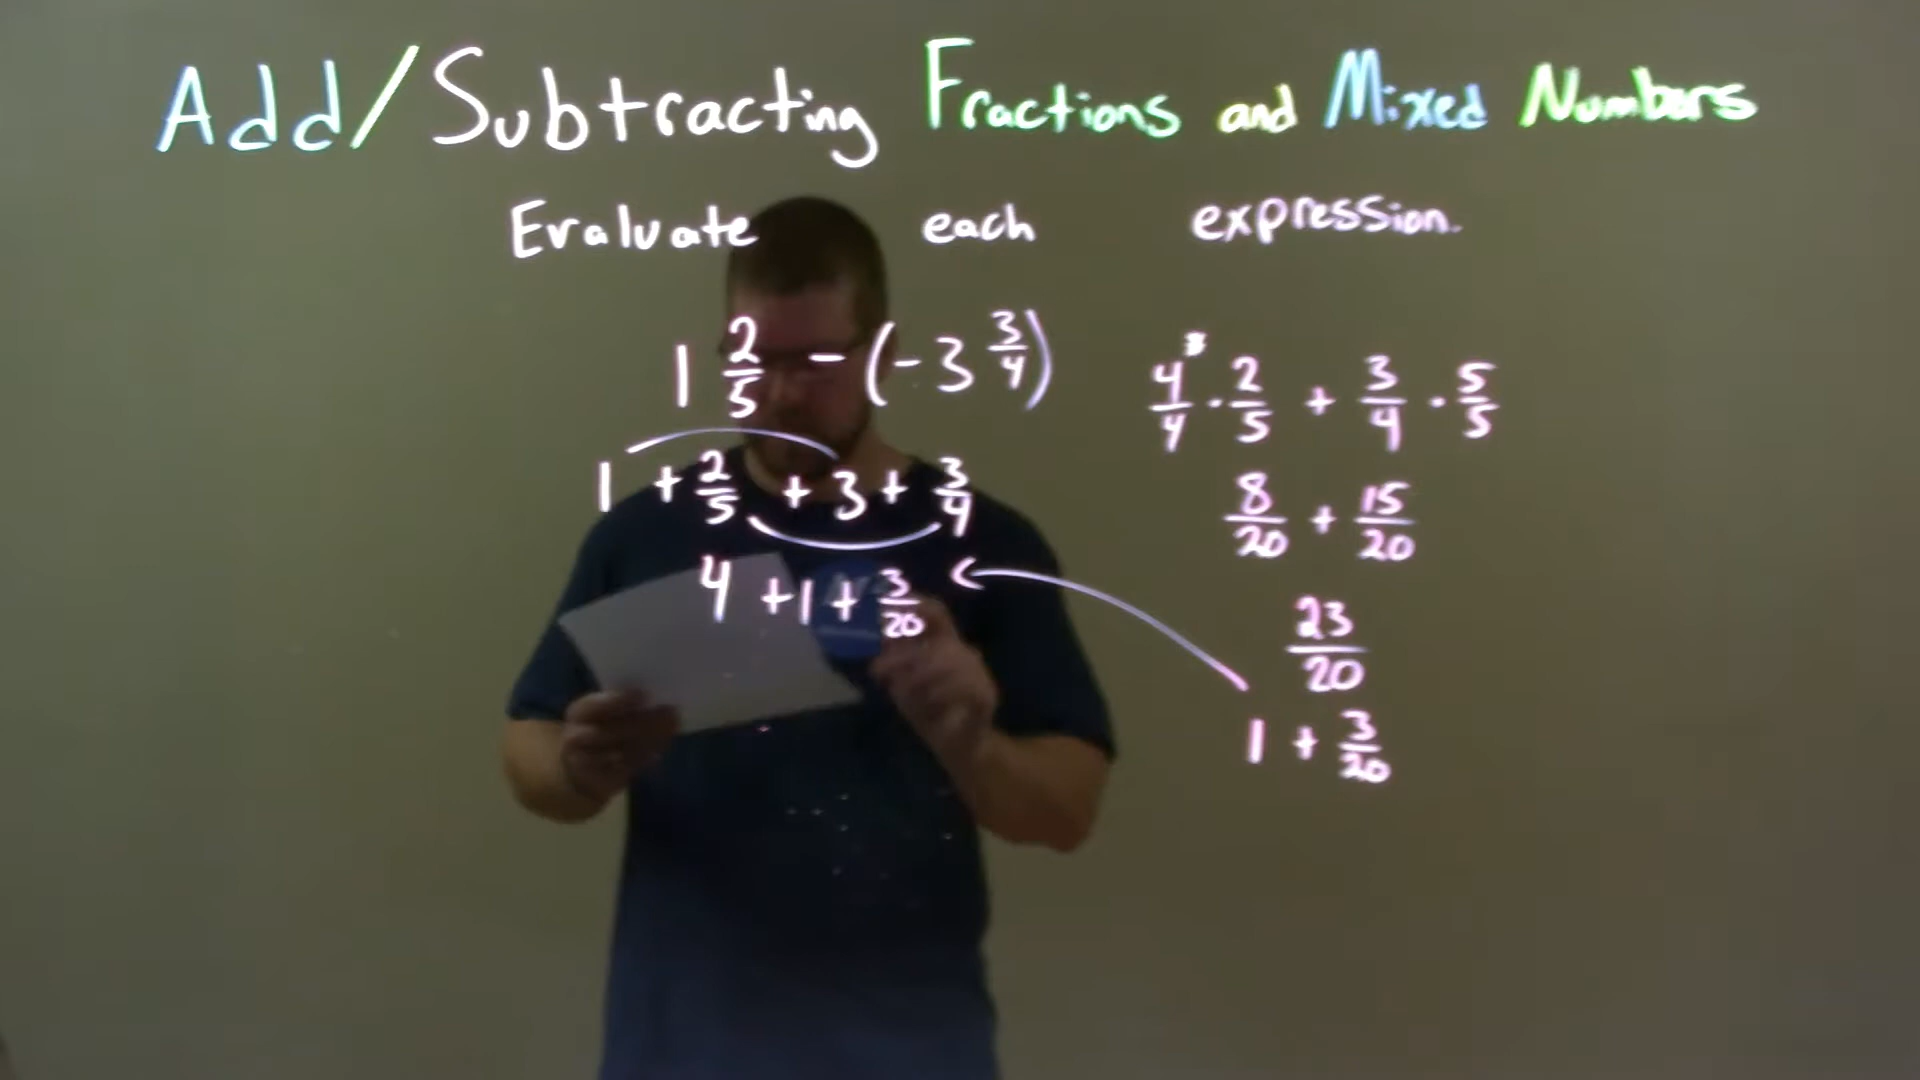 Add/Subtracting Fractions and Mixed Numbers
Evaluate each expression.
1 2/5 - (-3 3/4)
4/4 · 2/5 + 3/4 · 5/5
1 + 2/5 + 3 + 3/4
8/20 + 15/20
4 + 1 + 3/20
23/20
1 + 3/20